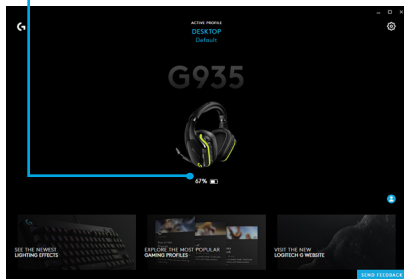 ACTIVE PROFILE
DESKTOP
Default
G935
67%
SEE THE NEWEST
LIGHTING EFFECTS
EXPLORE THE MOST POPULAR
GAMING PROFILES
VISIT THE NEW
LOGITECH G WEBSITE
SEND FEEDBACK